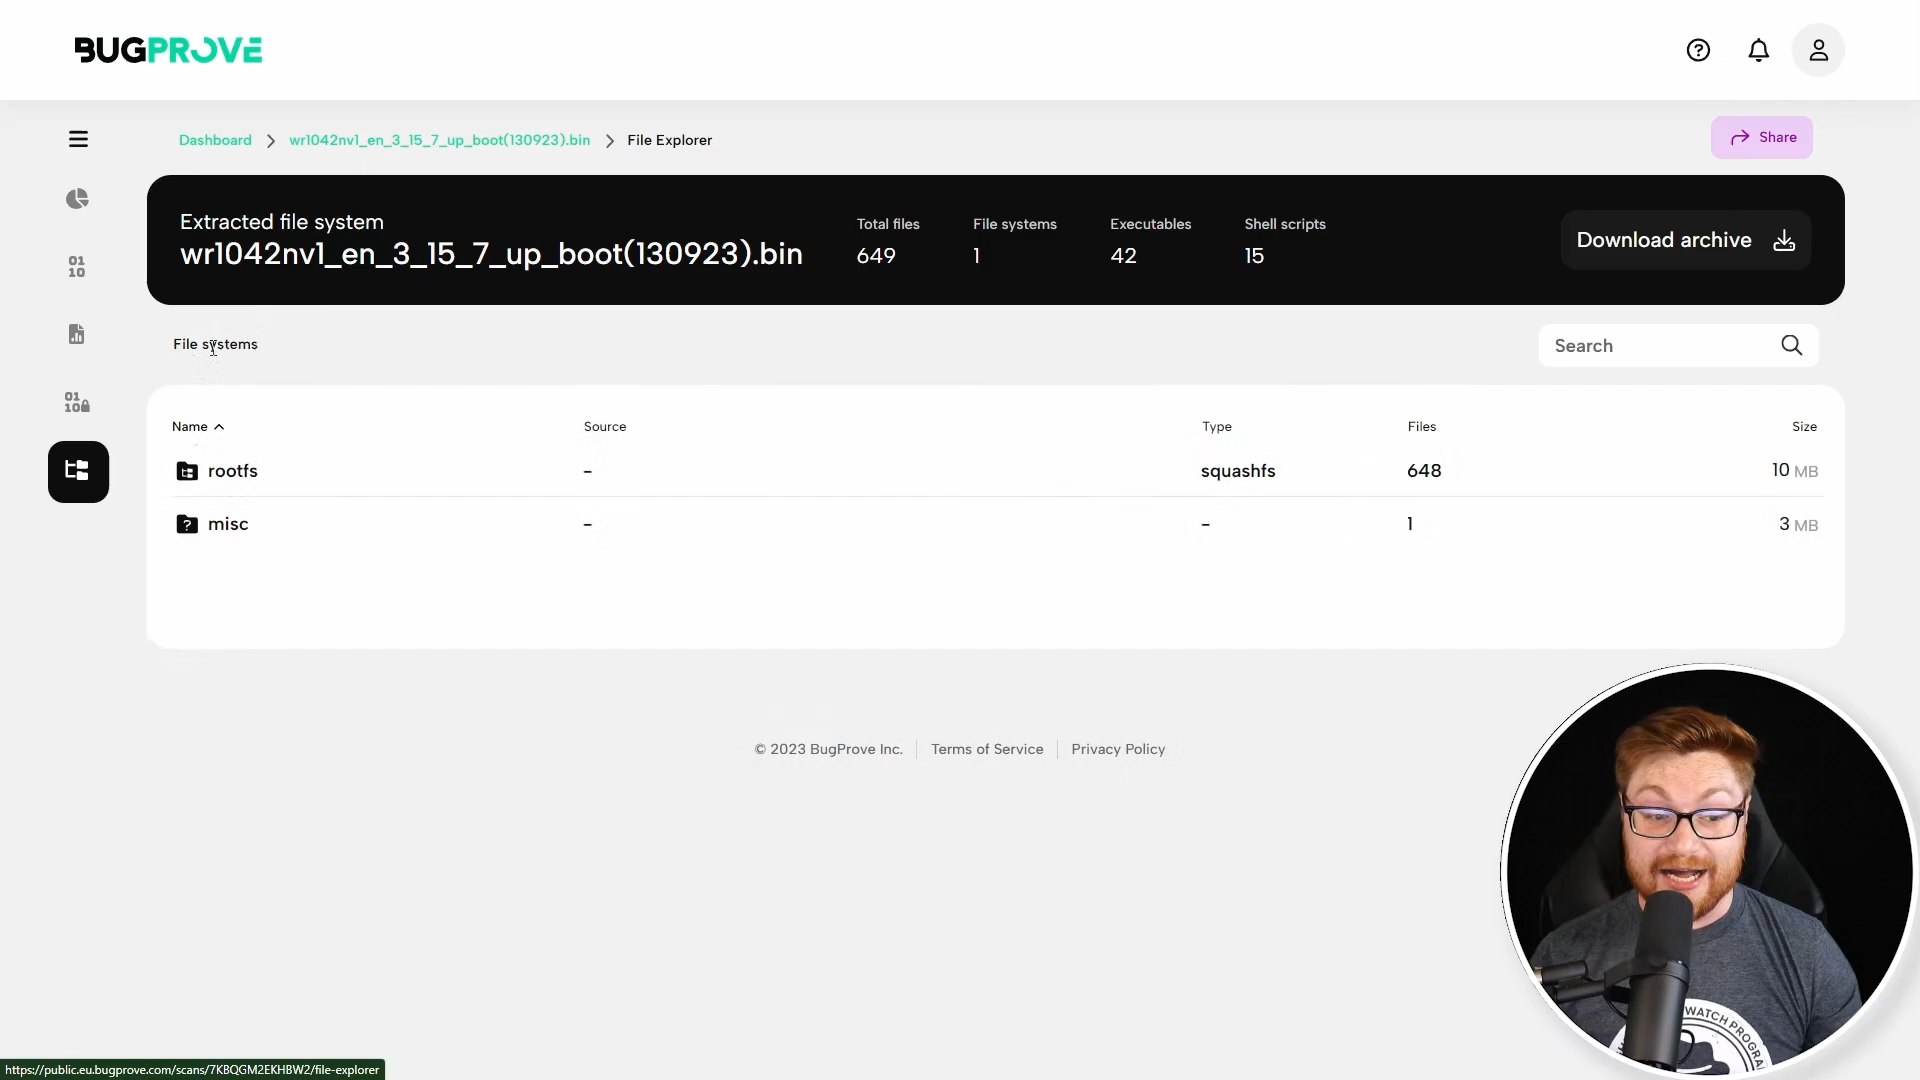 BUGPROVE
Dashboard > wr1042nv1_en_3_15_7_up_boot(130923).bin > File Explorer
Share
Extracted file system
wr1042nv1_en_3_15_7_up_boot(130923).bin
Total files
649
File systems
1
Executables
42
Shell scripts
15
Download archive
File systems
Search
Name Source Type Files Size
rootfs - squashfs 648 10 MB
misc - - 1 3 MB
© 2023 BugProve Inc. | Terms of Service | Privacy Policy
WATCH PROGRA
https://public.eu.bugprove.com/scans/7KBQGM2EKHBW2/file-explorer